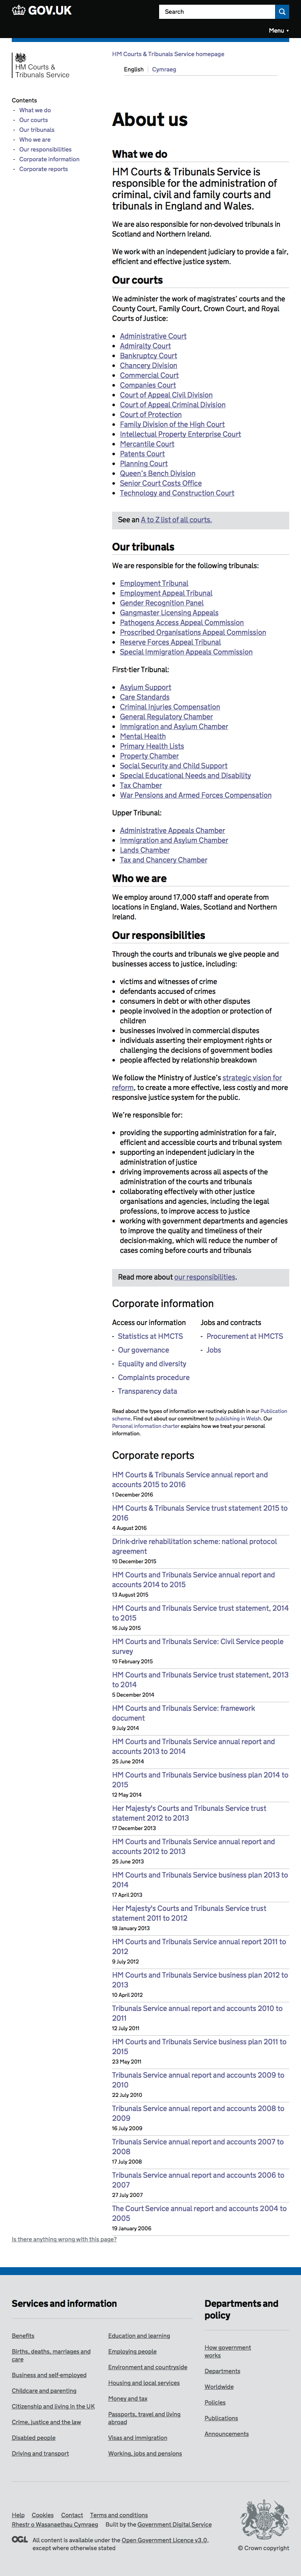 GOV.UK
Search
Menu
HM Courts &
Tribunals Service
HM Courts & Tribunals Service homepage
English
Cymraeg
Contents
What we do
Our courts
Our tribunals
Who we are
Our responsibilities
Corporate information
Corporate reports
About us
What we do
HM Courts & Tribunals Service is
responsible for the administration of
criminal, civil and family courts and
tribunals in England and Wales.
We are also responsible for non-devolved tribunals in
Scotland and Northern Ireland.
We work with an independent judiciary to provide a fair,
efficient and effective justice system.
Our courts
We administer the work of magistrates' courts and the
County Court, Family Court, Crown Court, and Royal
Courts of Justice:
Administrative Court
Admiralty Court
Bankruptcy Court
Chancery Division
Commercial Court
Companies Court
Court of Appeal Civil Division
Court of Appeal Criminal Division
Court of Protection
Family Division of the High Court
Intellectual Property Enterprise Court
Mercantile Court
Patents Court
Planning Court
Queen's Bench Division
Senior Court Costs Office
Technology and Construction Court
See an A to Z list of all courts.
Our tribunals
We are responsible for the following tribunals:
Employment Tribunal
Employment Appeal Tribunal
Gender Recognition Panel
Gangmaster Licensing Appeals
Pathogens Access Appeal Commission
Proscribed Organisations Appeal Commission
Reserve Forces Appeal Tribunal
Special Immigration Appeals Commission
First-tier Tribunal:
Asylum Support
Care Standards
Criminal Injuries Compensation
General Regulatory Chamber
Immigration and Asylum Chamber
Mental Health
Primary Health Lists
Property Chamber
Social Security and Child Support
Special Educational Needs and Disability
Tax Chamber
War Pensions and Armed Forces Compensation
Upper Tribunal:
Administrative Appeals Chamber
Immigration and Asylum Chamber
Lands Chamber
Tax and Chancery Chamber
Who we are
We employ around 17,000 staff and operate from
locations in England, Wales, Scotland and Northern
Ireland.
Our responsibilities
Through the courts and tribunals we give people and
businesses access to justice, including:
victims and witnesses of crime
defendants accused of crimes
consumers in debt or with other disputes
people involved in the adoption or protection of
children
businesses involved in commercial disputes
individuals asserting their employment rights or
challenging the decisions of government bodies
people affected by relationship breakdown
We follow the Ministry of Justice's strategic vision for
reform, to create a more effective, less costly and more
responsive justice system for the public.
We're responsible for:
providing the supporting administration for a fair,
efficient and accessible courts and tribunal system
supporting an independent judiciary in the
administration of justice
driving improvements across all aspects of the
administration of the courts and tribunals
collaborating effectively with other justice
organisations and agencies, including the legal
professions, to improve access to justice
working with government departments and agencies
to improve the quality and timeliness of their
decision-making, which will reduce the number of
cases coming before courts and tribunals
Read more about our responsibilities.
Corporate information
Access our information
Statistics at HMCTS
Our governance
Equality and diversity
Complaints procedure
Transparency data
Jobs and contracts
Procurement at HMCTS
Jobs
Read about the types of information we routinely publish in our Publication
scheme. Find out about our commitment to publishing in Welsh. Our
Personal information charter explains how we treat your personal
information.
Corporate reports
HM Courts & Tribunals Service annual report and
accounts 2015 to 2016
1 December 2016
HM Courts & Tribunals Service trust statement 2015 to
2016
4 August 2016
Drink-drive rehabilitation scheme: national protocol
agreement
10 December 2015
HM Courts and Tribunals Service annual report and
accounts 2014 to 2015
13 August 2015
HM Courts and Tribunals Service trust statement, 2014
to 2015
16 July 2015
HM Courts and Tribunals Service: Civil Service people
survey
10 February 2015
HM Courts and Tribunals Service trust statement, 2013
to 2014
5 December 2014
HM Courts and Tribunals Service: framework
document
9 July 2014
HM Courts and Tribunals Service annual report and
accounts 2013 to 2014
25 June 2014
HM Courts and Tribunals Service business plan 2014 to
2015
12 May 2014
Her Majesty's Courts and Tribunals Service trust
statement 2012 to 2013
17 December 2013
HM Courts and Tribunals Service annual report and
accounts 2012 to 2013
25 June 2013
HM Courts and Tribunals Service business plan 2013 to
2014
17 April 2013
Her Majesty's Courts and Tribunals Service trust
statement 2011 to 2012
18 January 2013
HM Courts and Tribunals Service annual report 2011 to
2012
9 July 2012
HM Courts and Tribunals Service business plan 2012 to
2013
10 April 2012
Tribunals Service annual report and accounts 2010 to
2011
12 July 2011
HM Courts and Tribunals Service business plan 2011 to
2015
23 May 2011
Tribunals Service annual report and accounts 2009 to
2010
22 July 2010
Tribunals Service annual report and accounts 2008 to
2009
16 July 2009
Tribunals Service annual report and accounts 2007 to
2008
17 July 2008
Tribunals Service annual report and accounts 2006 to
2007
27 July 2007
The Court Service annual report and accounts 2004 to
2005
19 January 2006
Is there anything wrong with this page?
Services and information
Benefits
Births, deaths, marriages and
care
Business and self-employed
Childcare and parenting
Citizenship and living in the UK
Crime, justice and the law
Disabled people
Driving and transport
Education and learning
Employing people
Environment and countryside
Housing and local services
Money and tax
Passports, travel and living
abroad
Visas and immigration
Working, jobs and pensions
Departments and
policy
How government
works
Departments
Worldwide
Policies
Publications
Announcements
Help Cookies Contact Terms and conditions
Rhestr o Wasanaethau Cymraeg Built by the Government Digital Service
OGL All content is available under the Open Government Licence v3.0,
except where otherwise stated
© Crown copyright